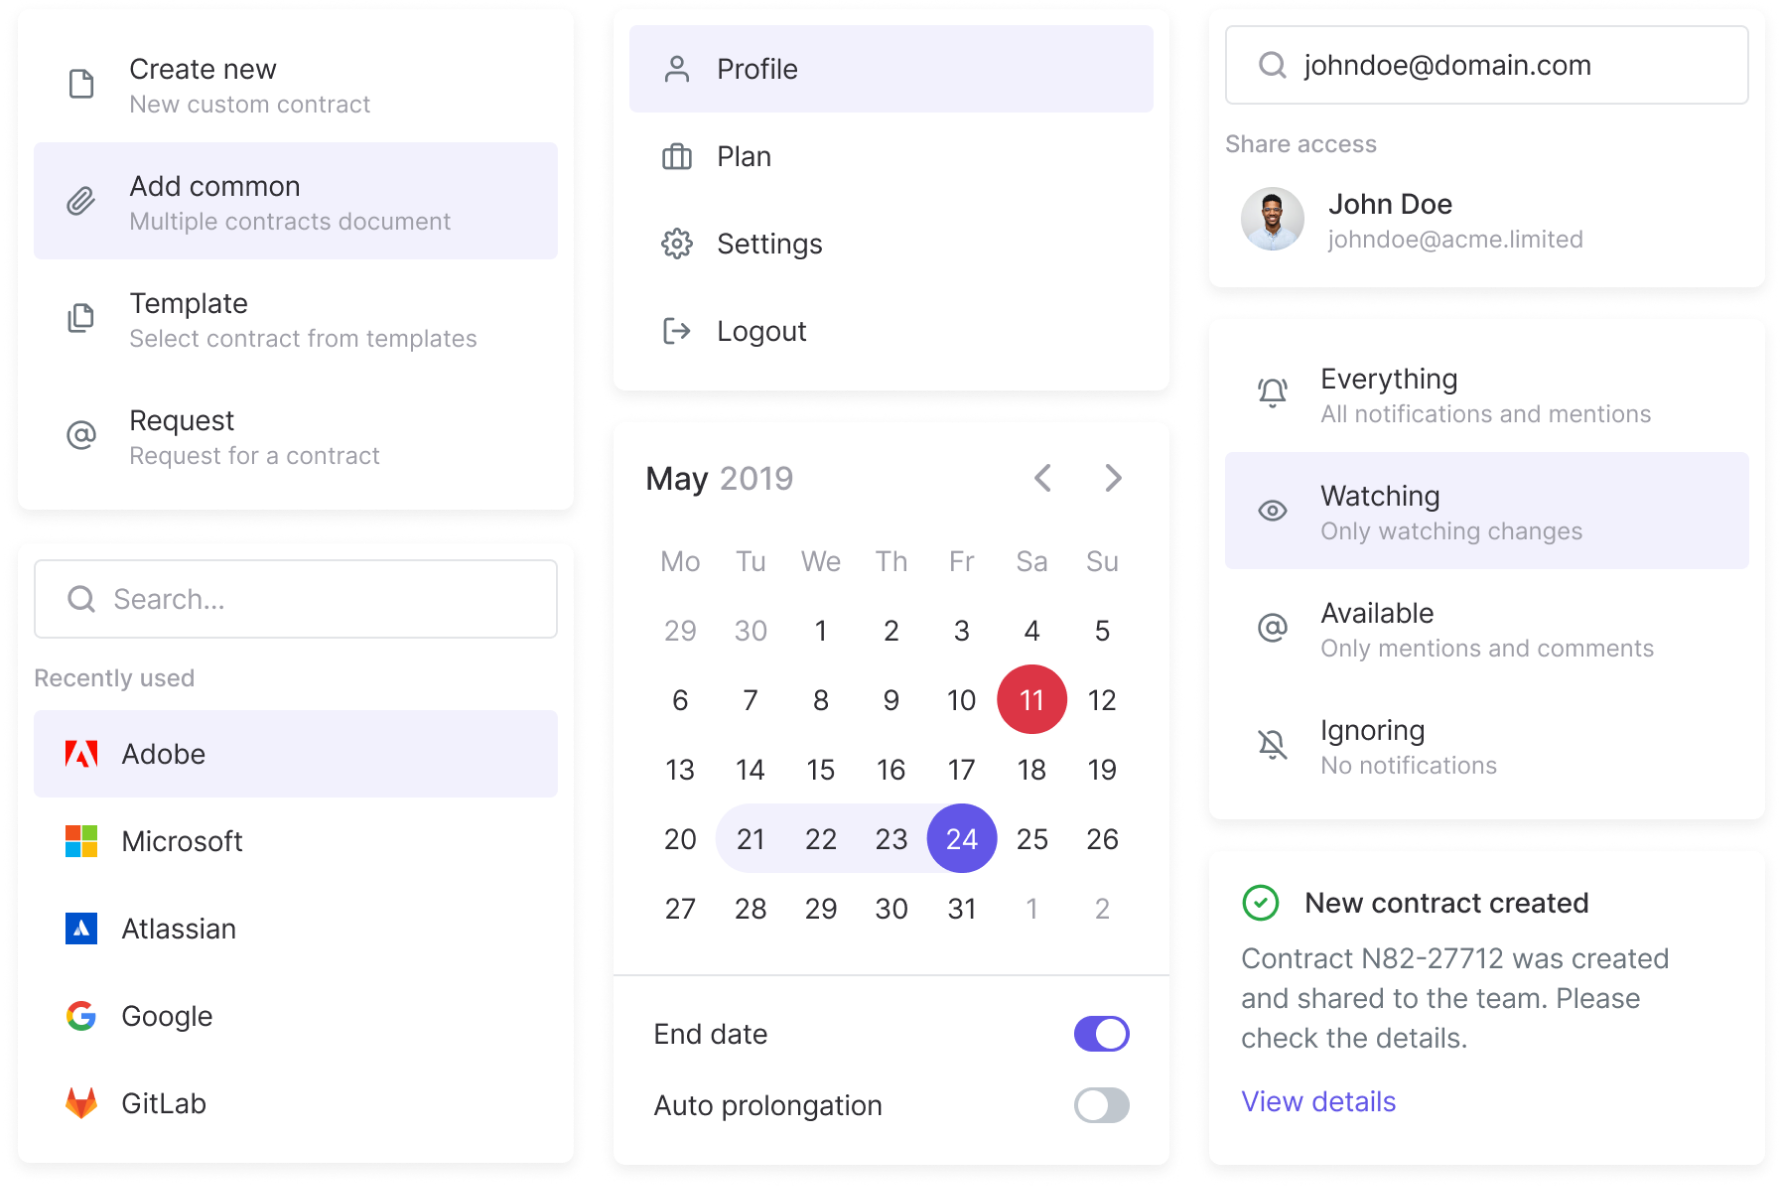 Create new
New custom contract
Add common
Multiple contracts document
Template
Select contract from templates
Request
Request for a contract
Search...
Recently used
Adobe
Microsoft
Atlassian
Google
GitLab
Profile
Plan
Settings
Logout
May 2019
Mo Tu We Th Fr Sa Su
29 30 1 2 3 4 5
6 7 8 9 10 11 12
13 14 15 16 17 18 19
20 21 22 23 24 25 26
27 28 29 30 31 1 2
End date
Auto prolongation
johndoe@domain.com
Share access
John Doe
johndoe@acme.limited
Everything
All notifications and mentions
Watching
Only watching changes
Available
Only mentions and comments
Ignoring
No notifications
New contract created
Contract N82-27712 was created
and shared to the team. Please
check the details.
View details